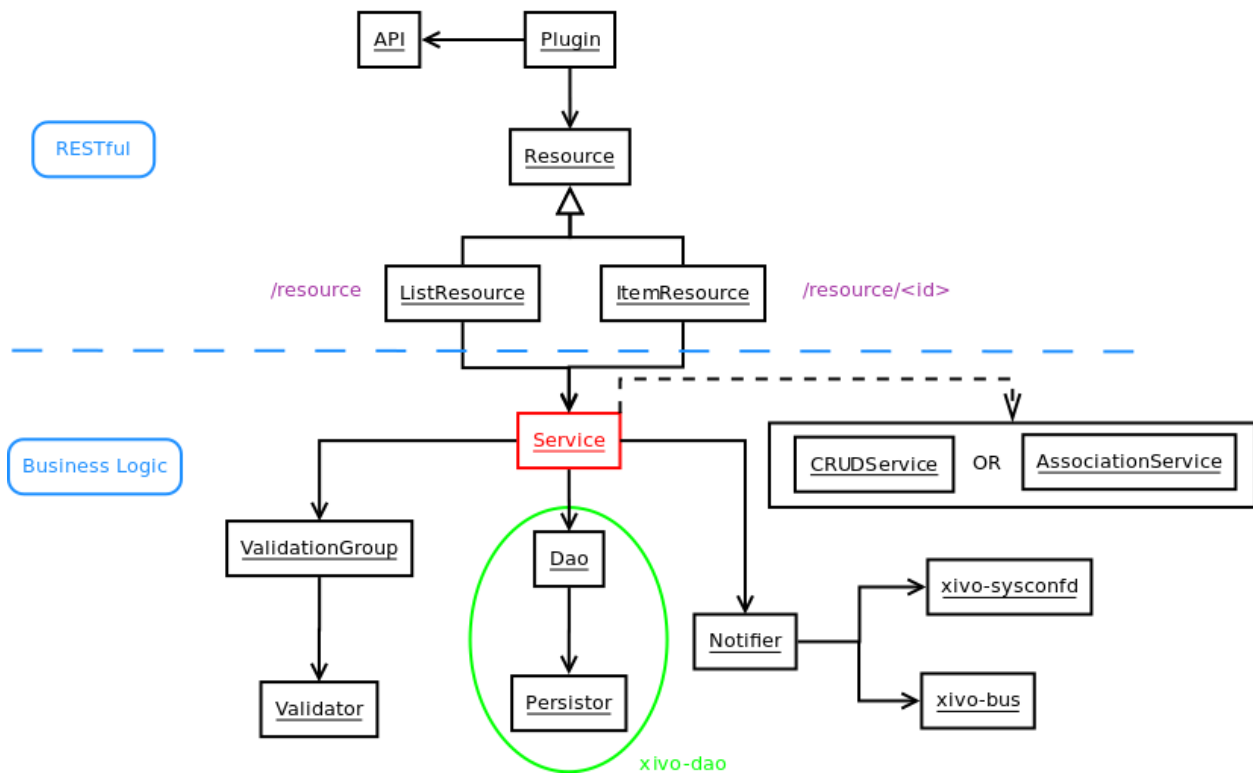 API
Plugin
RESTful
Resource
/resource
ListResource
ItemResource
/resource/<id>
Service
Business Logic
CRUDService
OR
AssociationService
ValidationGroup
Dao
xivo-sysconfd
Notifier
Validator
Persistor
xivo-bus
xivo-dao